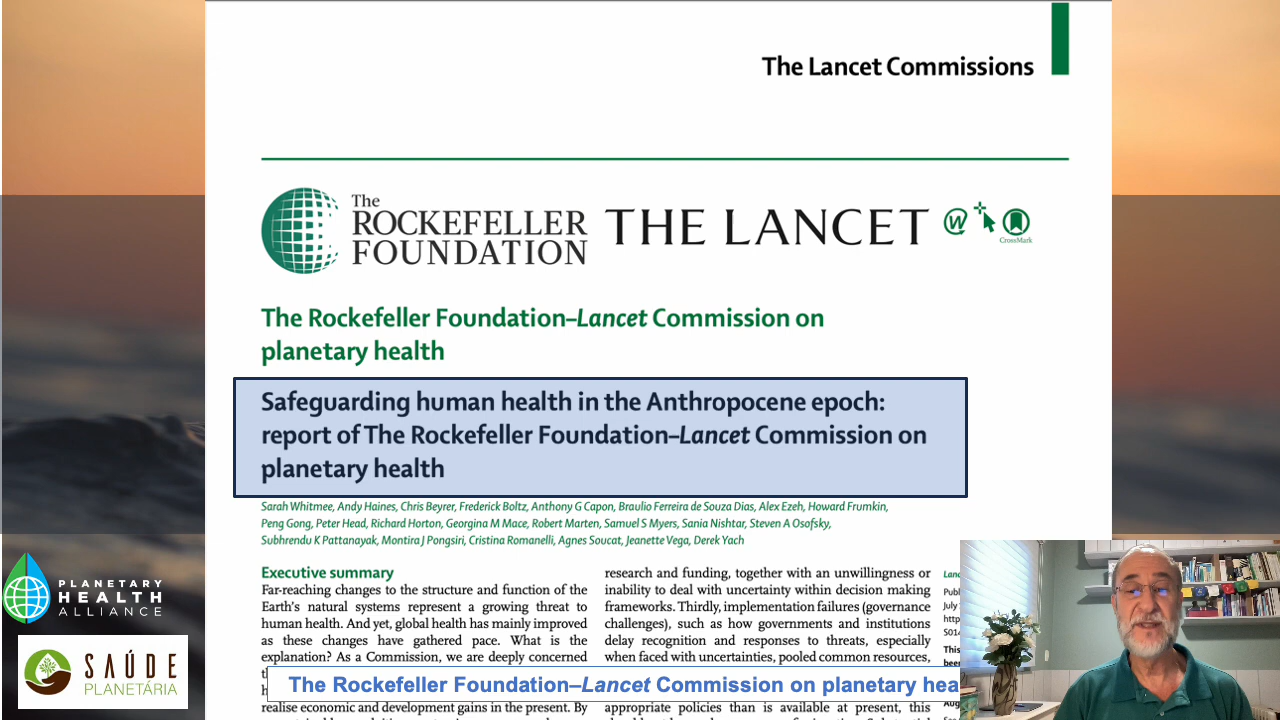 The Lancet Commissions
The
ROCKEFELLER
FOUNDATION
THE LANCET
CrossMark
The Rockefeller Foundation–Lancet Commission on
planetary health
Safeguarding human health in the Anthropocene epoch:
report of The Rockefeller Foundation–Lancet Commission on
planetary health
Sarah Whitmee, Andy Haines, Chris Beyrer, Frederick Boltz, Anthony G Capon, Braulio Ferreira de Souza Dias, Alex Ezeh, Howard Frumkin,
Peng Gong, Peter Head, Richard Horton, Georgina M Mace, Robert Marten, Samuel S Myers, Sania Nishtar, Steven A Osofsky,
Subhrendu K Pattanayak, Montira J Pongsiri, Cristina Romanelli, Agnes Soucat, Jeanette Vega, Derek Yach
Executive summary
Far-reaching changes to the structure and function of the
Earth's natural systems represent a growing threat to
human health. And yet, global health has mainly improved
as these changes have gathered pace. What is the
explanation? As a Commission, we are deeply concerned
realise economic and development gains in the present. By
research and funding, together with an unwillingness or
inability to deal with uncertainty within decision making
frameworks. Thirdly, implementation failures (governance
challenges), such as how governments and institutions
delay recognition and responses to threats, especially
when faced with uncertainties, pooled common resources,
appropriate policies than is available at present, this
Lanc
Publ
July
http
S014
This
been
Aug
The Rockefeller Foundation–Lancet Commission on planetary hea
PLANETARY
HEALTH
ALLIANCE
SAÚDE
PLANETÁRIA